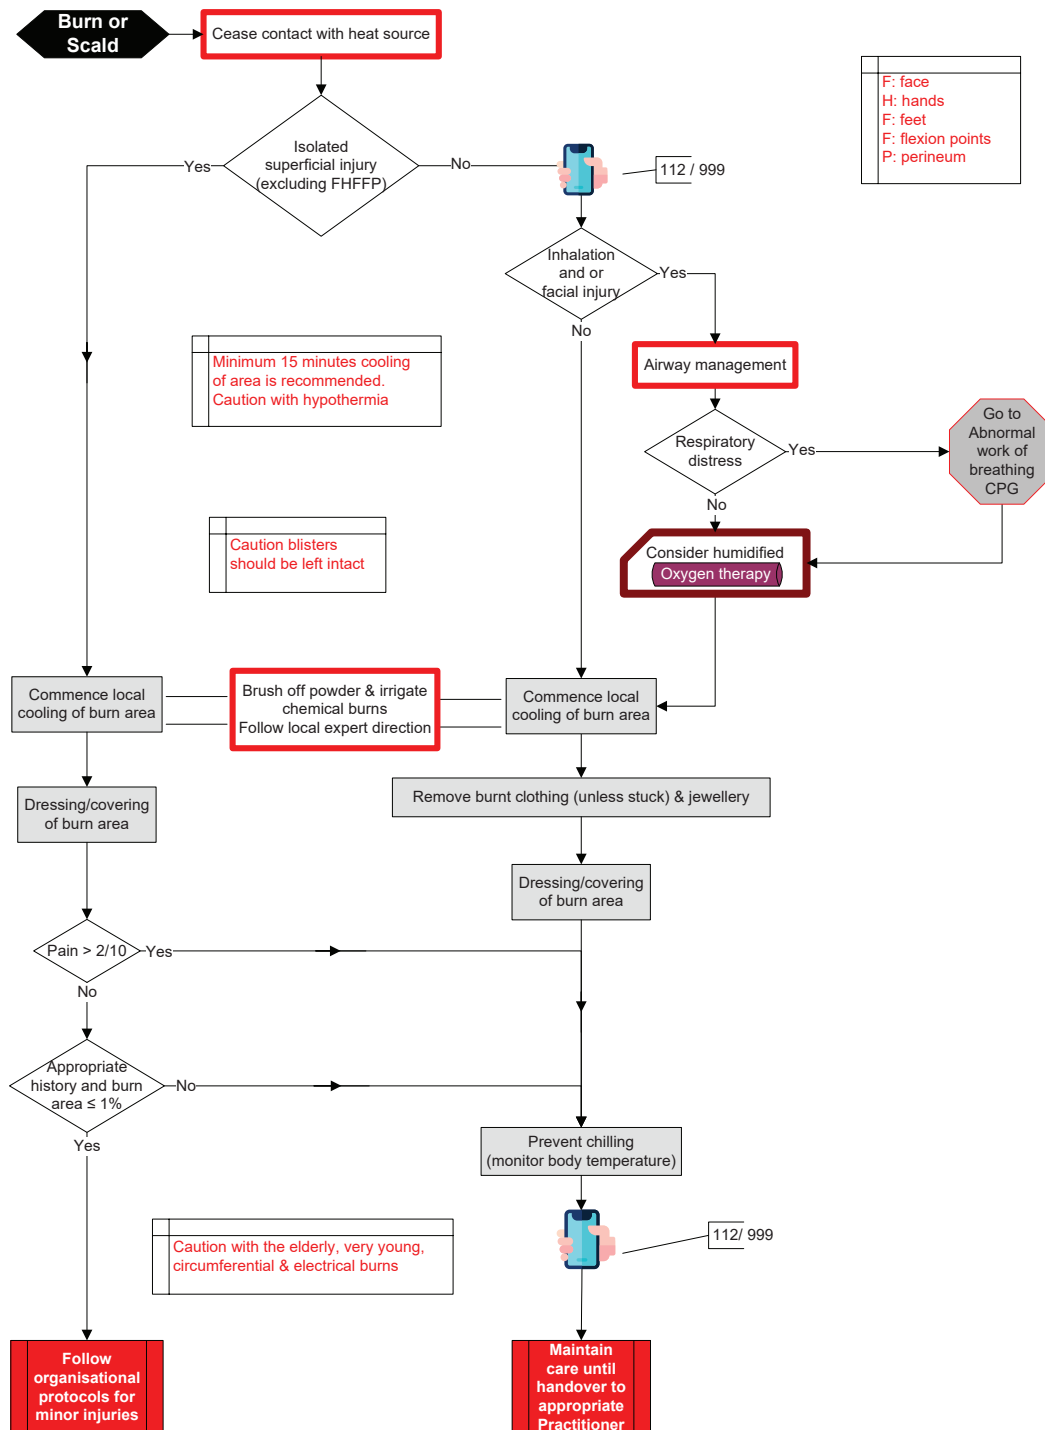 Burn or
Scald
Cease contact with heat source
F: face
H: hands
F: feet
F: flexion points
P: perineum
Isolated
superficial injury
(excluding FHFFP)
Yes
No
112 / 999
Inhalation
and or
facial injury
Yes
No
Minimum 15 minutes cooling
of area is recommended.
Caution with hypothermia
Airway management
Respiratory
distress
Yes
No
Go to
Abnormal
work of
breathing
CPG
Caution blisters
should be left intact
Consider humidified
Oxygen therapy
Commence local
cooling of burn area
Brush off powder & irrigate
chemical burns
Follow local expert direction
Commence local
cooling of burn area
Remove burnt clothing (unless stuck) & jewellery
Dressing/covering
of burn area
Dressing/covering
of burn area
Pain > 2/10
Yes
No
Appropriate
history and burn
area ≤ 1%
No
Yes
Prevent chilling
(monitor body temperature)
112/ 999
Caution with the elderly, very young,
circumferential & electrical burns
Follow
organisational
protocols for
minor injuries
Maintain
care until
handover to
appropriate
Practitioner